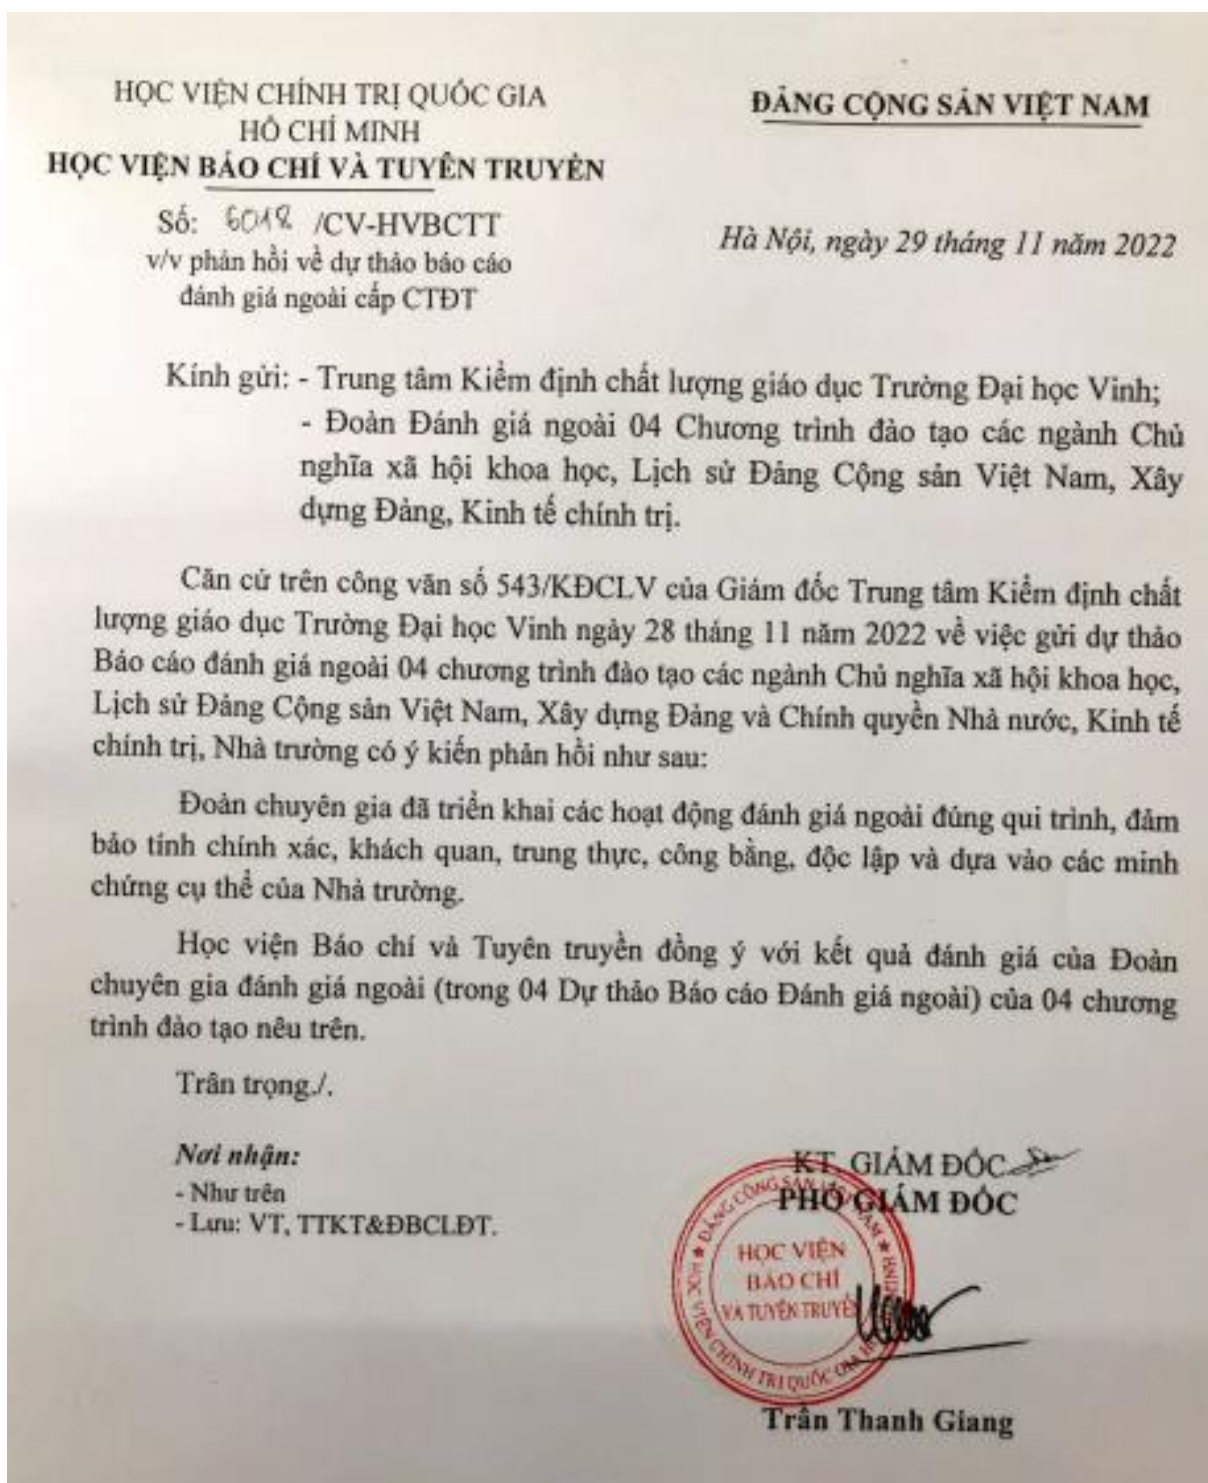 HỌC VIỆN CHÍNH TRỊ QUỐC GIA
HỒ CHÍ MINH
HỌC VIỆN BÁO CHÍ VÀ TUYÊN TRUYỀN
Số: 6018 /CV-HVBCTT
v/v phản hồi về dự thảo báo cáo
đánh giá ngoài cấp CTĐT
ĐẢNG CỘNG SẢN VIỆT NAM
Hà Nội, ngày 29 tháng 11 năm 2022
Kính gửi: - Trung tâm Kiểm định chất lượng giáo dục Trường Đại học Vinh;
- Đoàn Đánh giá ngoài 04 Chương trình đào tạo các ngành Chủ
nghĩa xã hội khoa học, Lịch sử Đảng Cộng sản Việt Nam, Xây
dựng Đảng, Kinh tế chính trị.
Căn cứ trên công văn số 543/KĐCLV của Giám đốc Trung tâm Kiểm định chất
lượng giáo dục Trường Đại học Vinh ngày 28 tháng 11 năm 2022 về việc gửi dự thảo
Báo cáo đánh giá ngoài 04 chương trình đào tạo các ngành Chủ nghĩa xã hội khoa học,
Lịch sử Đảng Cộng sản Việt Nam, Xây dựng Đảng và Chính quyền Nhà nước, Kinh tế
chính trị, Nhà trường có ý kiến phản hồi như sau:
Đoàn chuyên gia đã triển khai các hoạt động đánh giá ngoài đúng qui trình, đảm
bảo tính chính xác, khách quan, trung thực, công bằng, độc lập và dựa vào các minh
chứng cụ thể của Nhà trường.
Học viện Báo chí và Tuyên truyền đồng ý với kết quả đánh giá của Đoàn
chuyên gia đánh giá ngoài (trong 04 Dự thảo Báo cáo Đánh giá ngoài) của 04 chương
trình đào tạo nêu trên.
Trân trọng./.
Nơi nhận:
- Như trên
- Lưu: VT, TTKT&ĐBCLĐT.
KT. GIÁM ĐỐC
PHÓ GIÁM ĐỐC
ĐẢNG CỘNG SẢN VIỆT NAM
HỌC VIỆN CHÍNH TRỊ QUỐC GIA
HỌC VIỆN
BÁO CHÍ
VÀ TUYÊN TRUYỀN
Trần Thanh Giang